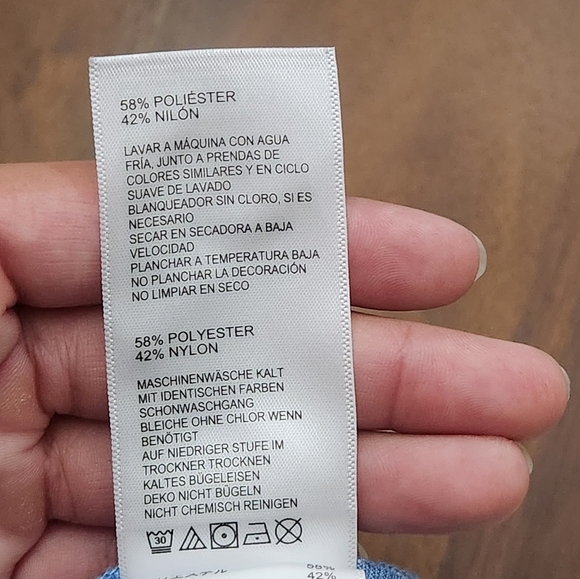 58% POLIÉSTER
42% NILÓN
LAVAR A MÁQUINA CON AGUA
FRÍA, JUNTO A PRENDAS DE
COLORES SIMILARES Y EN CICLO
SUAVE DE LAVADO
BLANQUEADOR SIN CLORO, SI ES
NECESARIO
SECAR EN SECADORA A BAJA
VELOCIDAD
PLANCHAR A TEMPERATURA BAJA
NO PLANCHAR LA DECORACIÓN
NO LIMPIAR EN SECO
58% POLYESTER
42% NYLON
MASCHINENWÄSCHE KALT
MIT IDENTISCHEN FARBEN
SCHONWASCHGANG
BLEICHE OHNE CHLOR WENN
BENÖTIGT
AUF NIEDRIGER STUFE IM
TROCKNER TROCKNEN
KALTES BÜGELEISEN
DEKO NICHT BÜGELN
NICHT CHEMISCH REINIGEN
30
42%